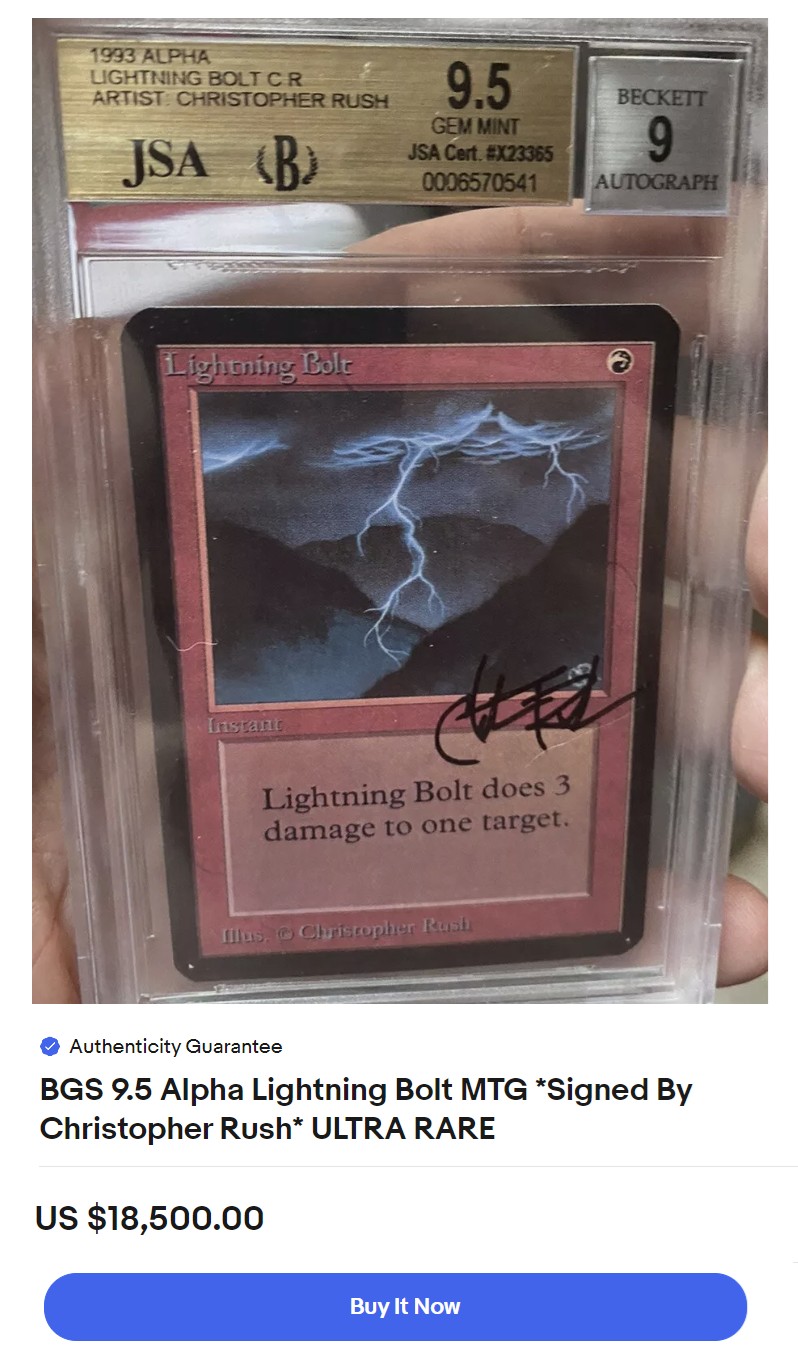 1993 ALPHA
LIGHTNING BOLT C R
ARTIST: CHRISTOPHER RUSH
JSA
B
9.5
GEM MINT
JSA Cert. #X23365
0006570541
BECKETT
9
AUTOGRAPH
Lightning Bolt
Instant
Lightning Bolt does 3
damage to one target.
Illus. © Christopher Rush
Authenticity Guarantee
BGS 9.5 Alpha Lightning Bolt MTG *Signed By
Christopher Rush* ULTRA RARE
US $18,500.00
Buy It Now